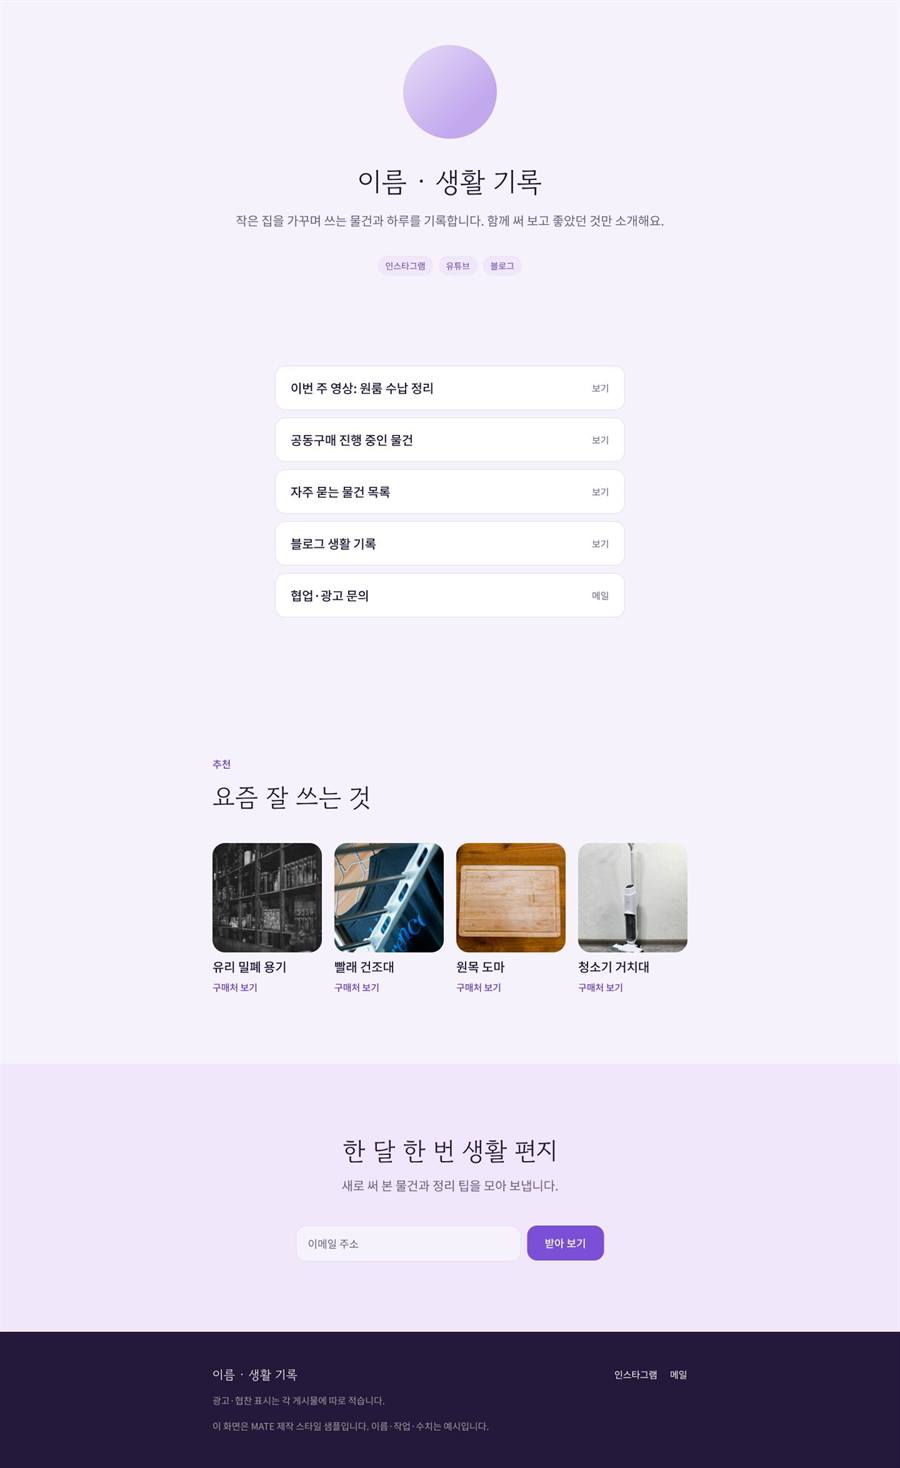 이름 · 생활 기록
작은 집을 가꾸며 쓰는 물건과 하루를 기록합니다. 함께 써 보고 좋았던 것만 소개해요.
인스타그램 유튜브 블로그
이번 주 영상: 원룸 수납 정리 보기
공동구매 진행 중인 물건 보기
자주 묻는 물건 목록 보기
블로그 생활 기록 보기
협업·광고 문의 메일
추천
요즘 잘 쓰는 것
유리 밀폐 용기 빨래 건조대 원목 도마 청소기 거치대
구매처 보기 구매처 보기 구매처 보기 구매처 보기
한 달 한 번 생활 편지
새로 써 본 물건과 정리 팁을 모아 보냅니다.
이메일 주소 받아 보기
이름 · 생활 기록 인스타그램 메일
광고·협찬 표시는 각 게시물에 따로 적습니다.
이 화면은 MATE 제작 스타일 샘플입니다. 이름·작업·수치는 예시입니다.